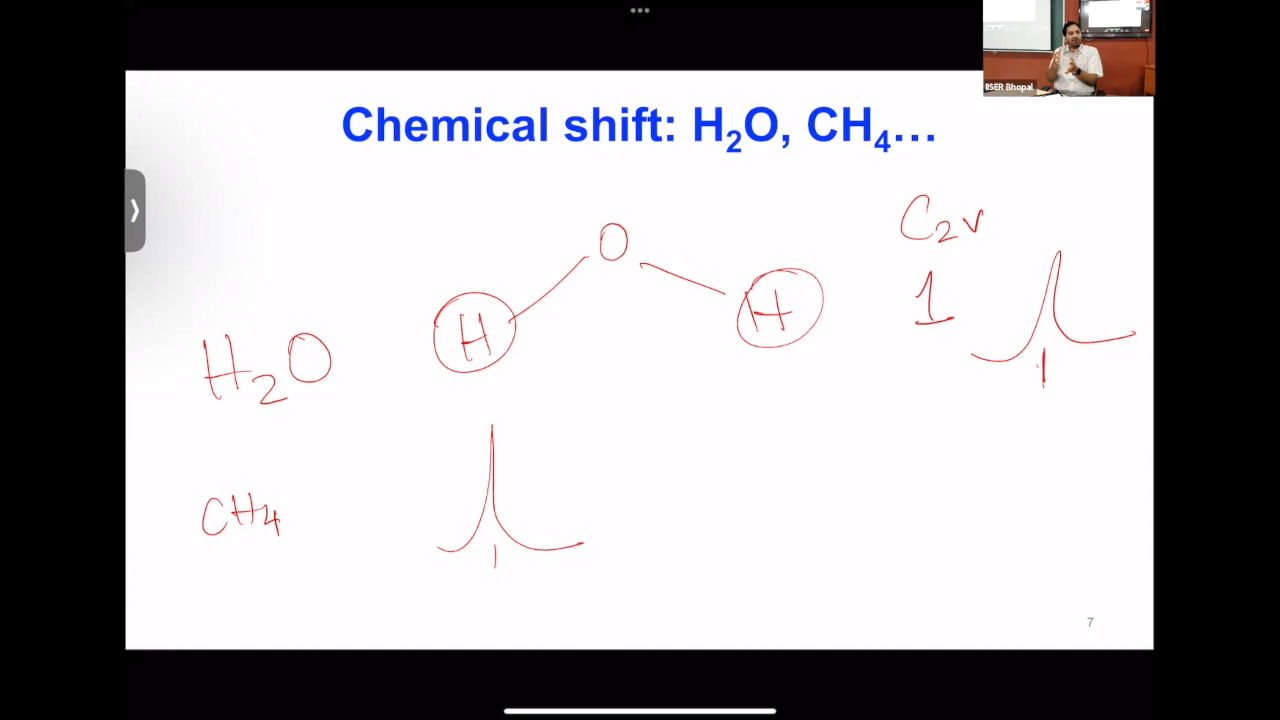 IISER Bhopal
Chemical shift: H₂O, CH₄…
C₂ᵥ
O
H
H
1
H₂O
CH₄
7